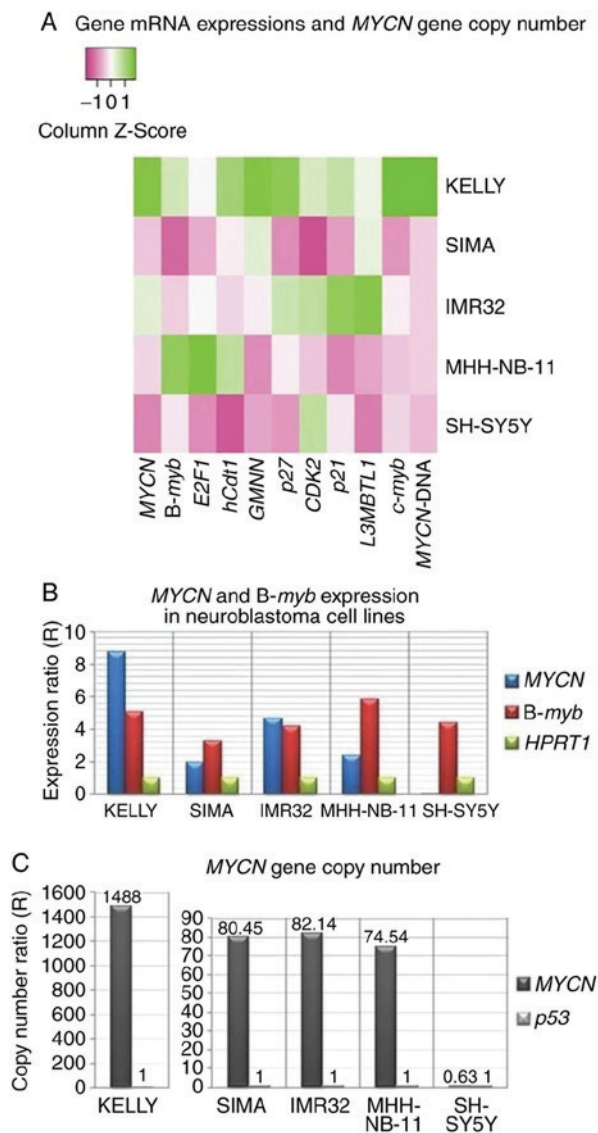 A Gene mRNA expressions and MYCN gene copy number
−1 0 1
Column Z-Score
KELLY
SIMA
IMR32
MHH-NB-11
SH-SY5Y
MYCN
B-myb
E2F1
hCdt1
GMNN
p27
CDK2
p21
L3MBTL1
c-myb
MYCN-DNA
B MYCN and B-myb expression
in neuroblastoma cell lines
Expression ratio (R)
10
8
6
4
2
0
KELLY SIMA IMR32 MHH-NB-11 SH-SY5Y
MYCN
B-myb
HPRT1
C MYCN gene copy number
Copy number ratio (R)
1600
1400
1200
1000
800
600
400
200
0
1488
1
KELLY
90
80
70
60
50
40
30
20
10
0
80.45
82.14
74.54
1 1 1 0.63 1
SIMA IMR32 MHH-
NB-11 SH-
SY5Y
MYCN
p53